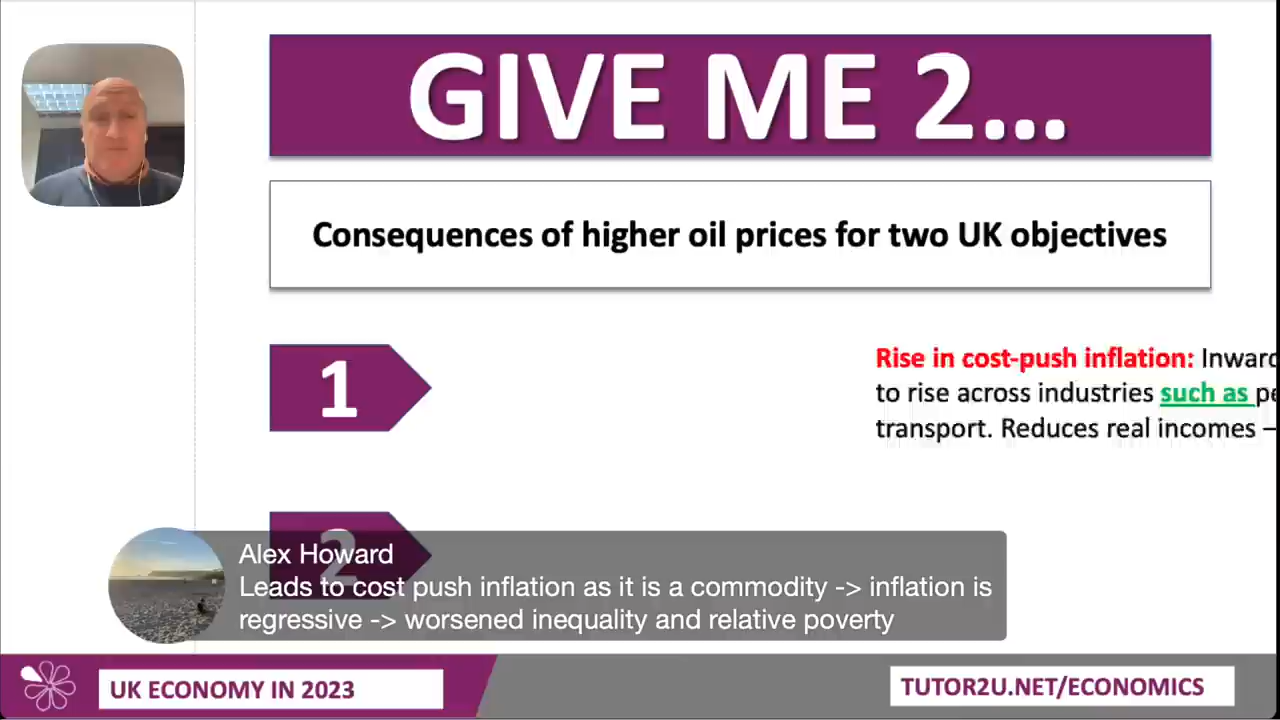 GIVE ME 2...
Consequences of higher oil prices for two UK objectives
1
Rise in cost-push inflation: Inward
to rise across industries such as pe
transport. Reduces real incomes –
2
Alex Howard
Leads to cost push inflation as it is a commodity -> inflation is
regressive -> worsened inequality and relative poverty
UK ECONOMY IN 2023
TUTOR2U.NET/ECONOMICS